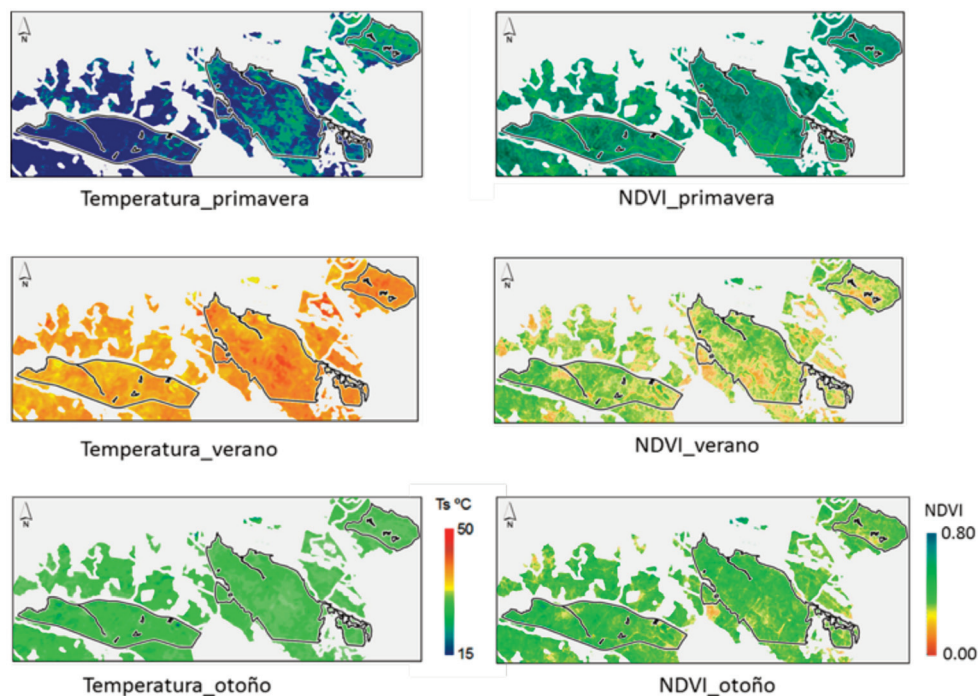 N
N
Temperatura_primavera
NDVI_primavera
N
N
Temperatura_verano
NDVI_verano
N
N
Ts ºC
50
15
NDVI
0.80
0.00
Temperatura_otoño
NDVI_otoño